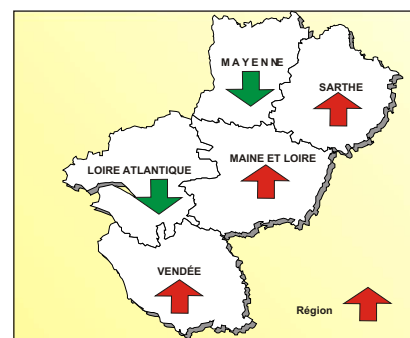 MAYENNE
SARTHE
LOIRE ATLANTIQUE
MAINE ET LOIRE
VENDÉE
Région